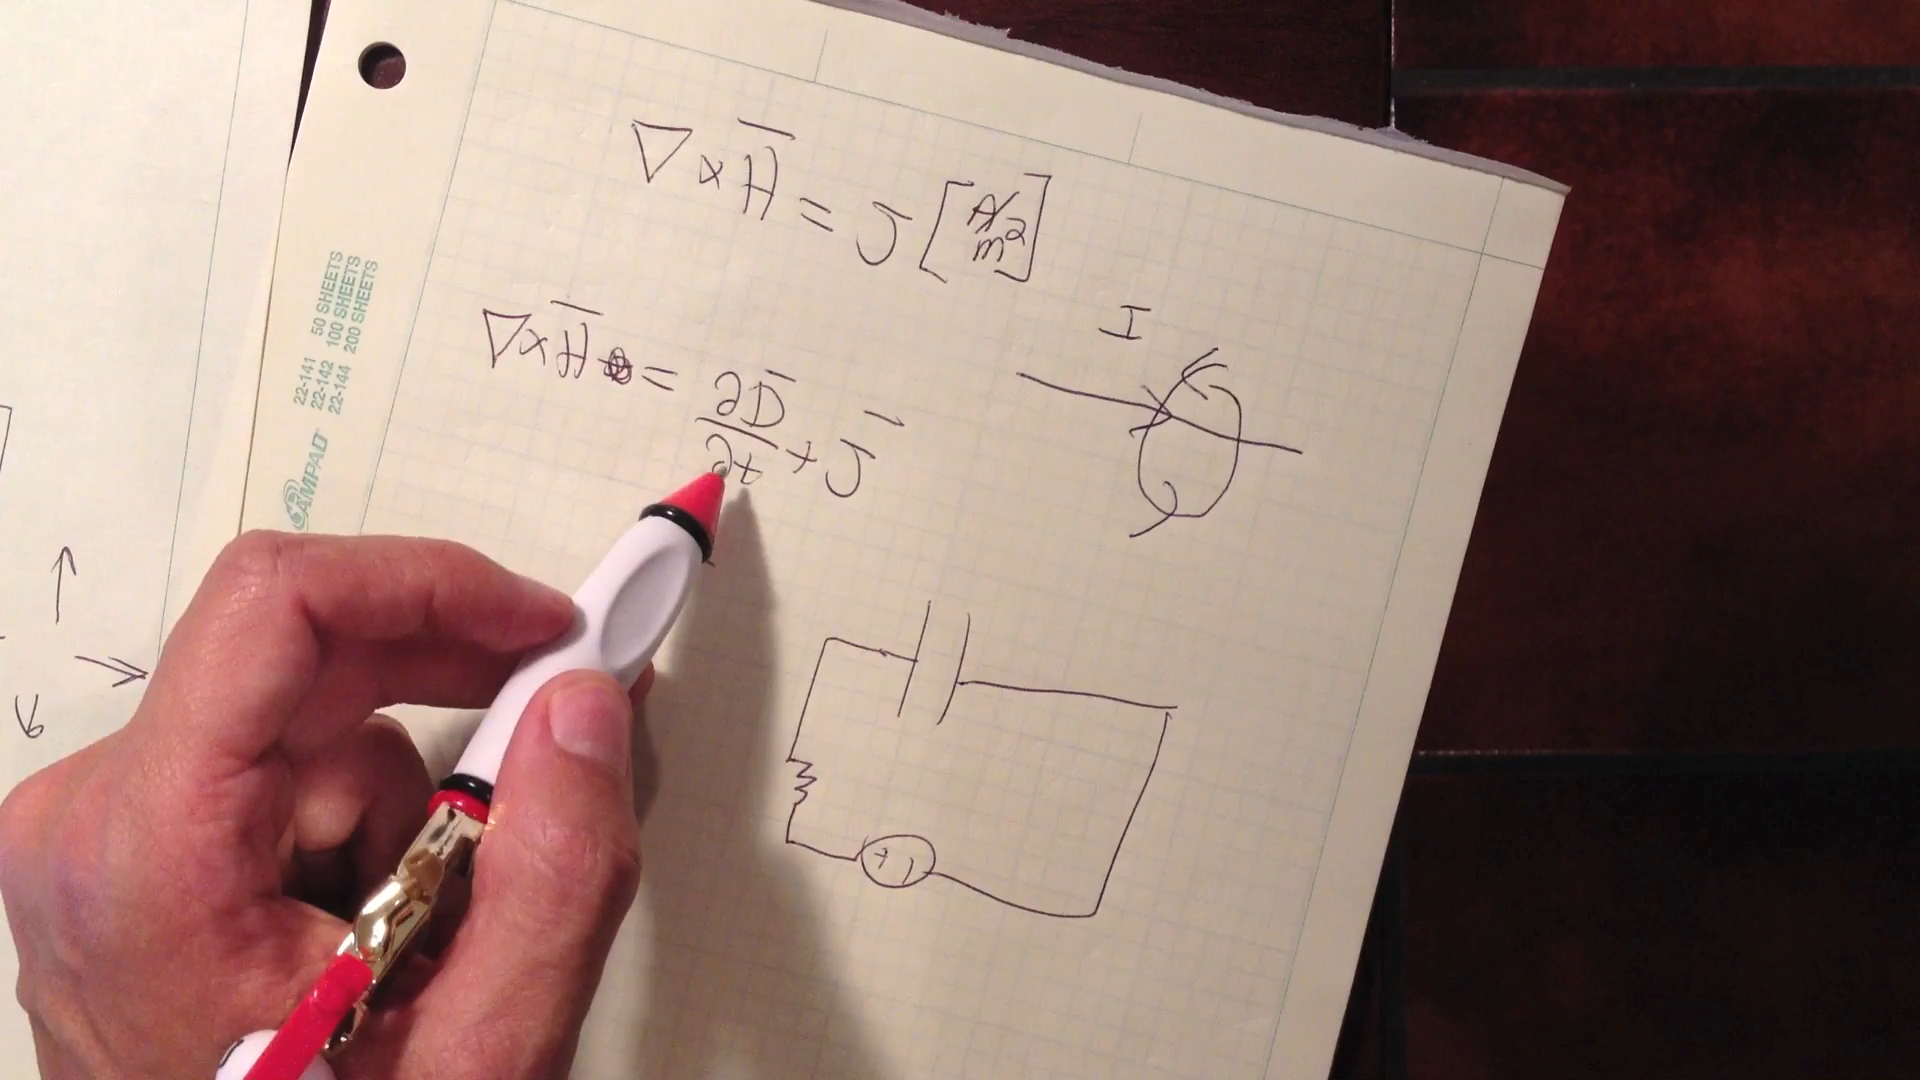 ∇ x H̅ = J [A/m²]
∇ x H̅ = ∂D̅/∂t + J̅
I
+ -
22-141 50 SHEETS
22-142 100 SHEETS
22-144 200 SHEETS
AMPAD